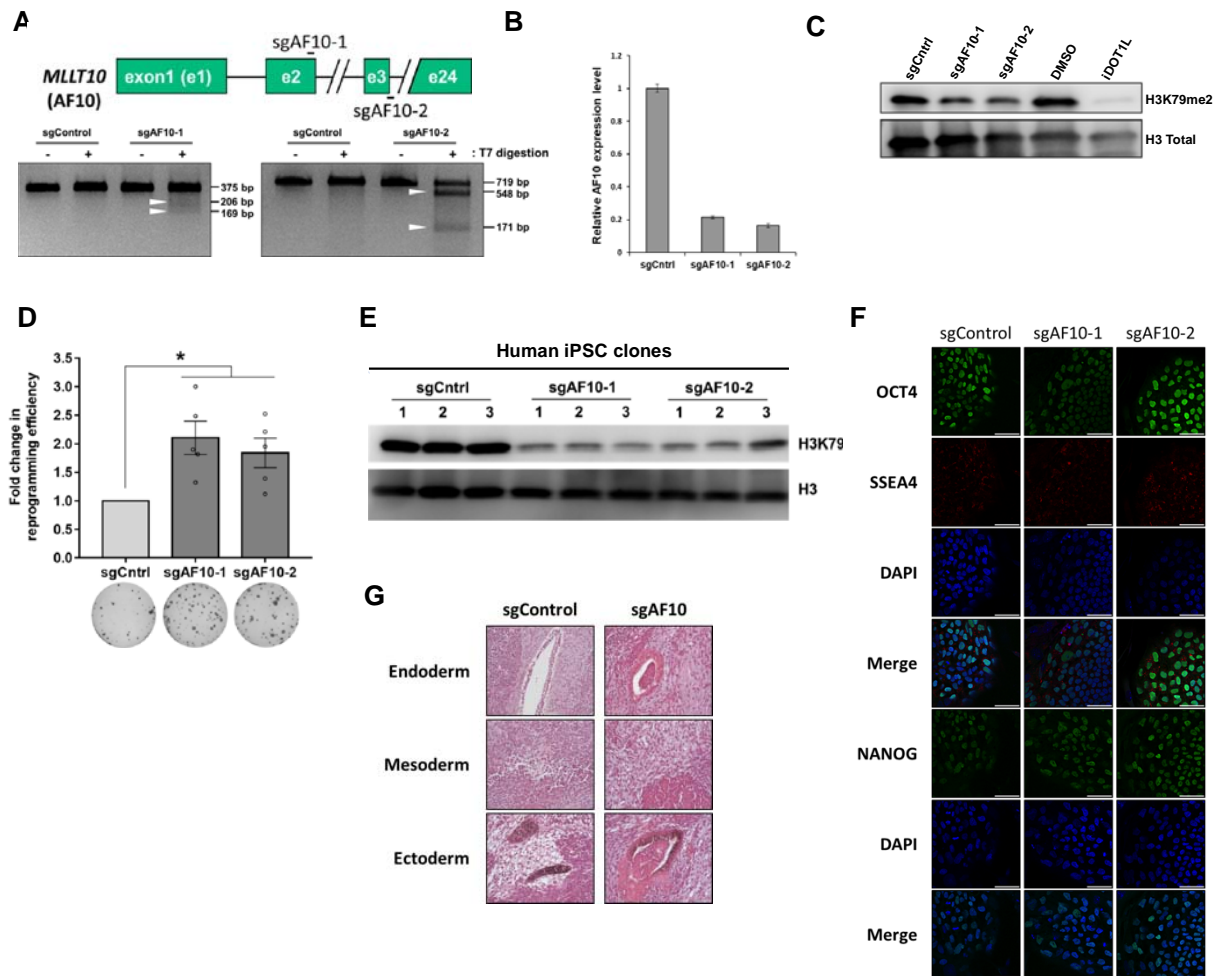 A
sgAF10-1
MLLT10
(AF10)
exon1 (e1)
e2
e3
e24
sgAF10-2
sgControl
sgAF10-1
- + - +
375 bp
206 bp
169 bp
sgControl
sgAF10-2
- + - + : T7 digestion
719 bp
548 bp
171 bp
B
Relative AF10 expression level
1.2
1
0.8
0.6
0.4
0.2
0
sgCntrl sgAF10-1 sgAF10-2
C
sgCntrl sgAF10-1 sgAF10-2 DMSO iDOT1L
H3K79me2
H3 Total
D
Fold change in
reprogramming efficiency
3.5
3.0
2.5
2.0
1.5
1.0
0.5
0.0
*
sgCntrl sgAF10-1 sgAF10-2
E
Human iPSC clones
sgCntrl sgAF10-1 sgAF10-2
1 2 3 1 2 3 1 2 3
H3K79
H3
F
sgControl sgAF10-1 sgAF10-2
OCT4
SSEA4
DAPI
Merge
NANOG
DAPI
Merge
G
sgControl sgAF10
Endoderm
Mesoderm
Ectoderm